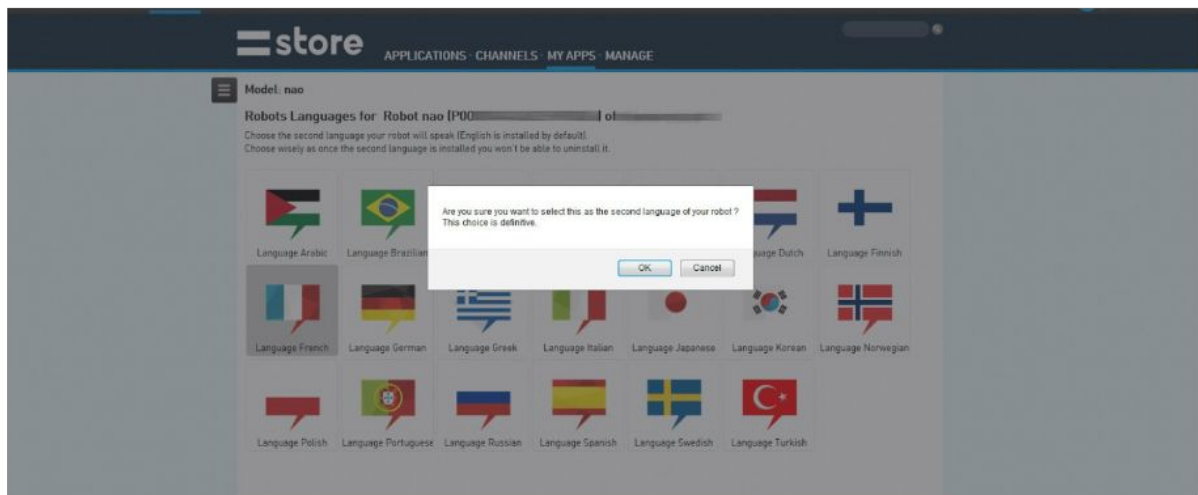 store
APPLICATIONS · CHANNELS · MY APPS · MANAGE
Model: nao
Robots Languages for Robot nao [P00 ] of
Choose the second language your robot will speak (English is installed by default).
Choose wisely as once the second language is installed you won't be able to uninstall it.
Are you sure you want to select this as the second language of your robot ?
This choice is definitive.
OK Cancel
Language Arabic Language Brazilian guage Dutch Language Finnish
Language French Language German Language Greek Language Italian Language Japanese Language Korean Language Norwegian
Language Polish Language Portuguese Language Russian Language Spanish Language Swedish Language Turkish